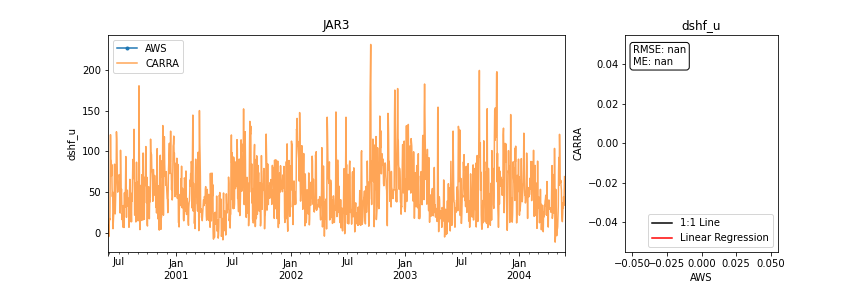 JAR3
dshf_u
AWS
CARRA
dshf_u
200
150
100
50
0
Jul
Jan
2001
Jul
Jan
2002
Jul
Jan
2003
Jul
Jan
2004
dshf_u
RMSE: nan
ME: nan
CARRA
0.04
0.02
0.00
−0.02
−0.04
1:1 Line
Linear Regression
−0.050
−0.025
0.000
0.025
0.050
AWS